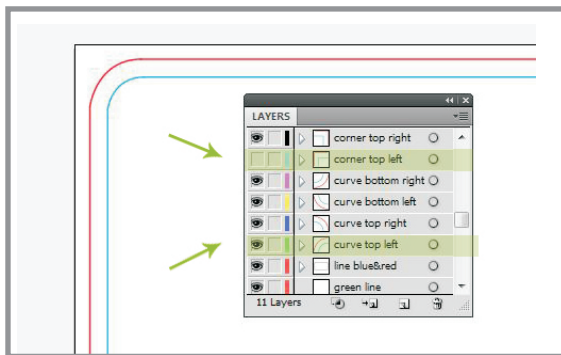 LAYERS
corner top right
corner top left
curve bottom right
curve bottom left
curve top right
curve top left
line blue&red
green line
11 Layers